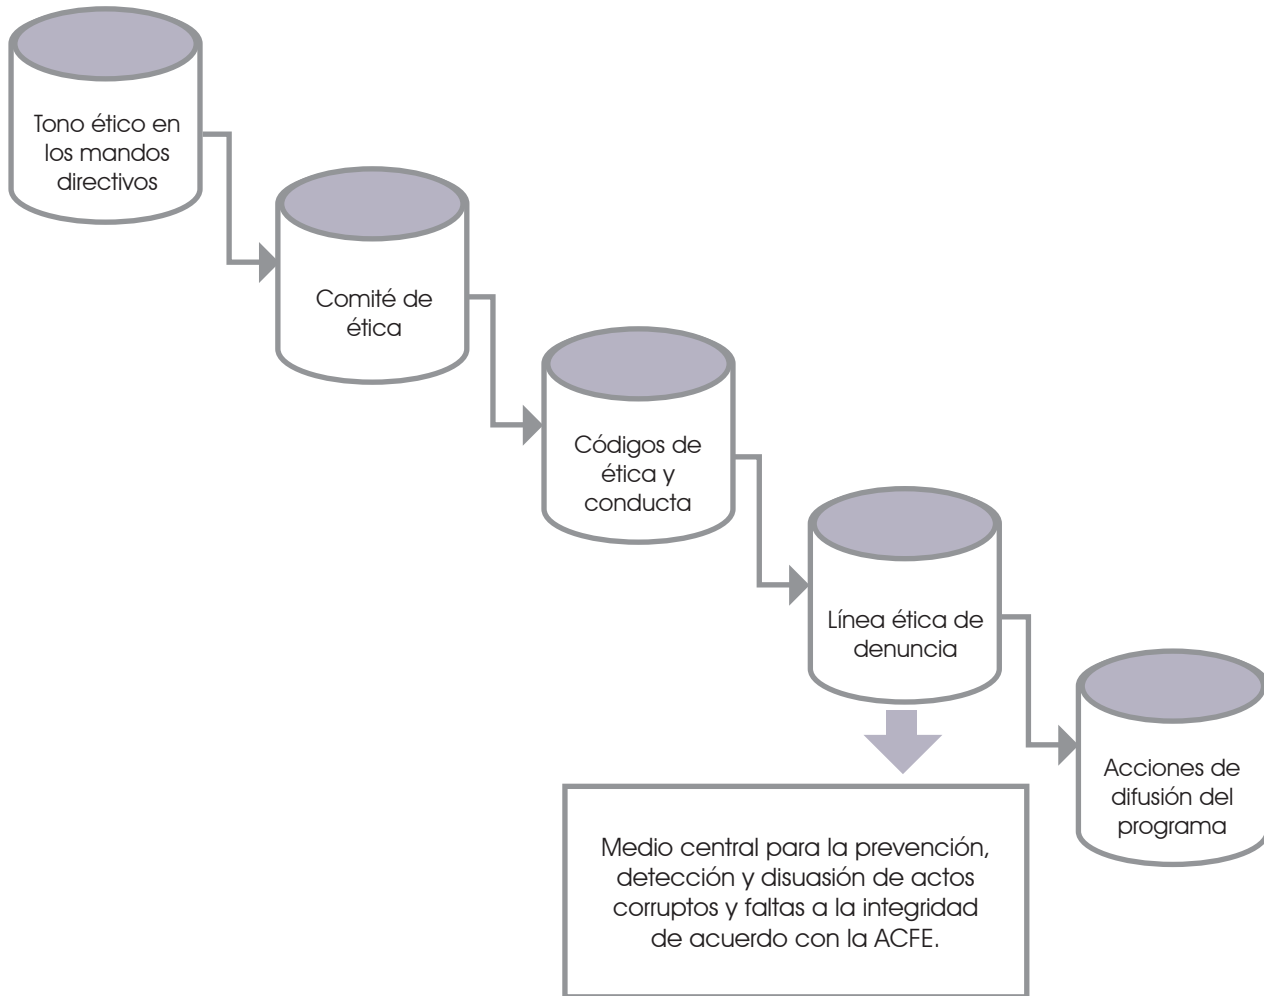 Tono ético en
los mandos
directivos
Comité de
ética
Códigos de
ética y
conducta
Línea ética de
denuncia
Acciones de
difusión del
programa
Medio central para la prevención,
detección y disuasión de actos
corruptos y faltas a la integridad
de acuerdo con la ACFE.